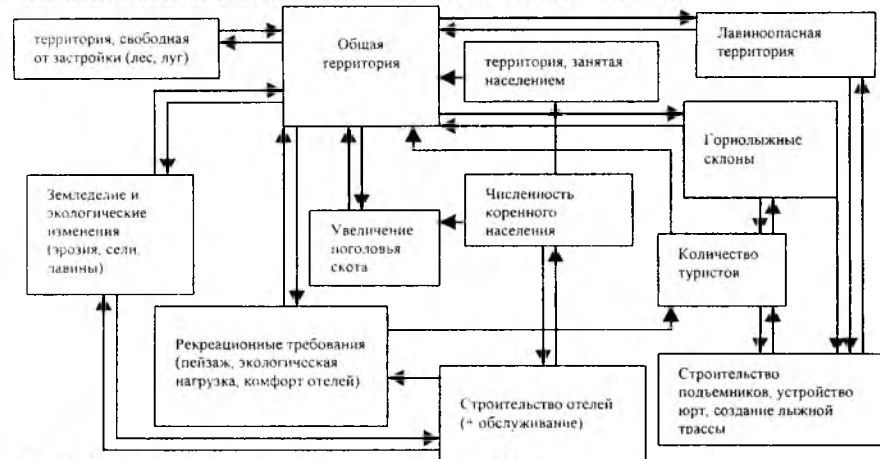 территория, свободная
от застройки (лес, луг)
Общая
территория
Лавиноопасная
территория
территория, занятая
населением
Горнолыжные
склоны
Земледелие и
экологические
изменения
(эрозия, сели,
лавины)
Увеличение
поголовья
скота
Численность
коренного
населения
Количество
туристов
Рекреационные требования
(пейзаж, экологическая
нагрузка, комфорт отелей)
Строительство отелей
(+ обслуживание)
Строительство
подъемников, устройство
юрт, создание лыжной
трассы